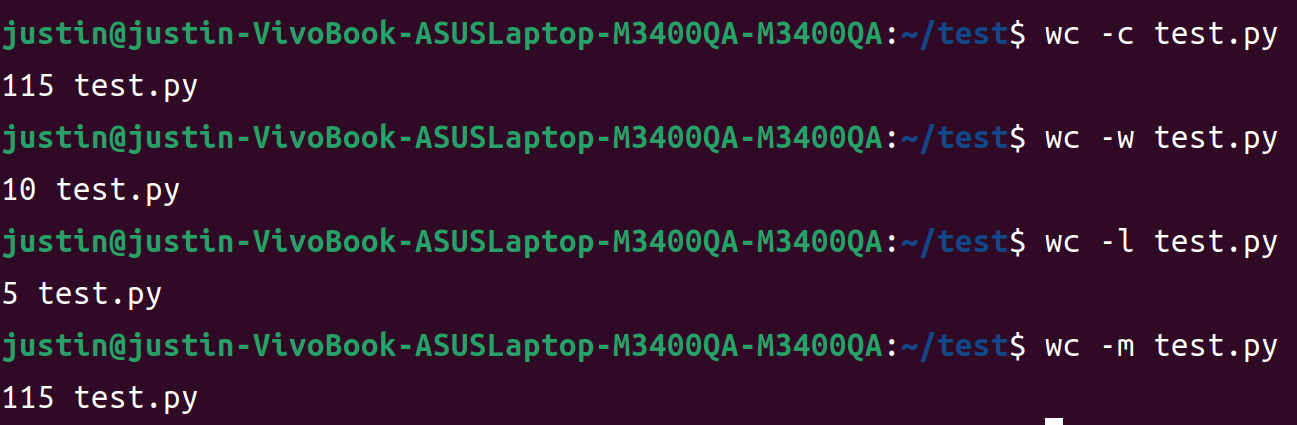 justin@justin-VivoBook-ASUSLaptop-M3400QA-M3400QA:~/test$ wc -c test.py
115 test.py
justin@justin-VivoBook-ASUSLaptop-M3400QA-M3400QA:~/test$ wc -w test.py
10 test.py
justin@justin-VivoBook-ASUSLaptop-M3400QA-M3400QA:~/test$ wc -l test.py
5 test.py
justin@justin-VivoBook-ASUSLaptop-M3400QA-M3400QA:~/test$ wc -m test.py
115 test.py